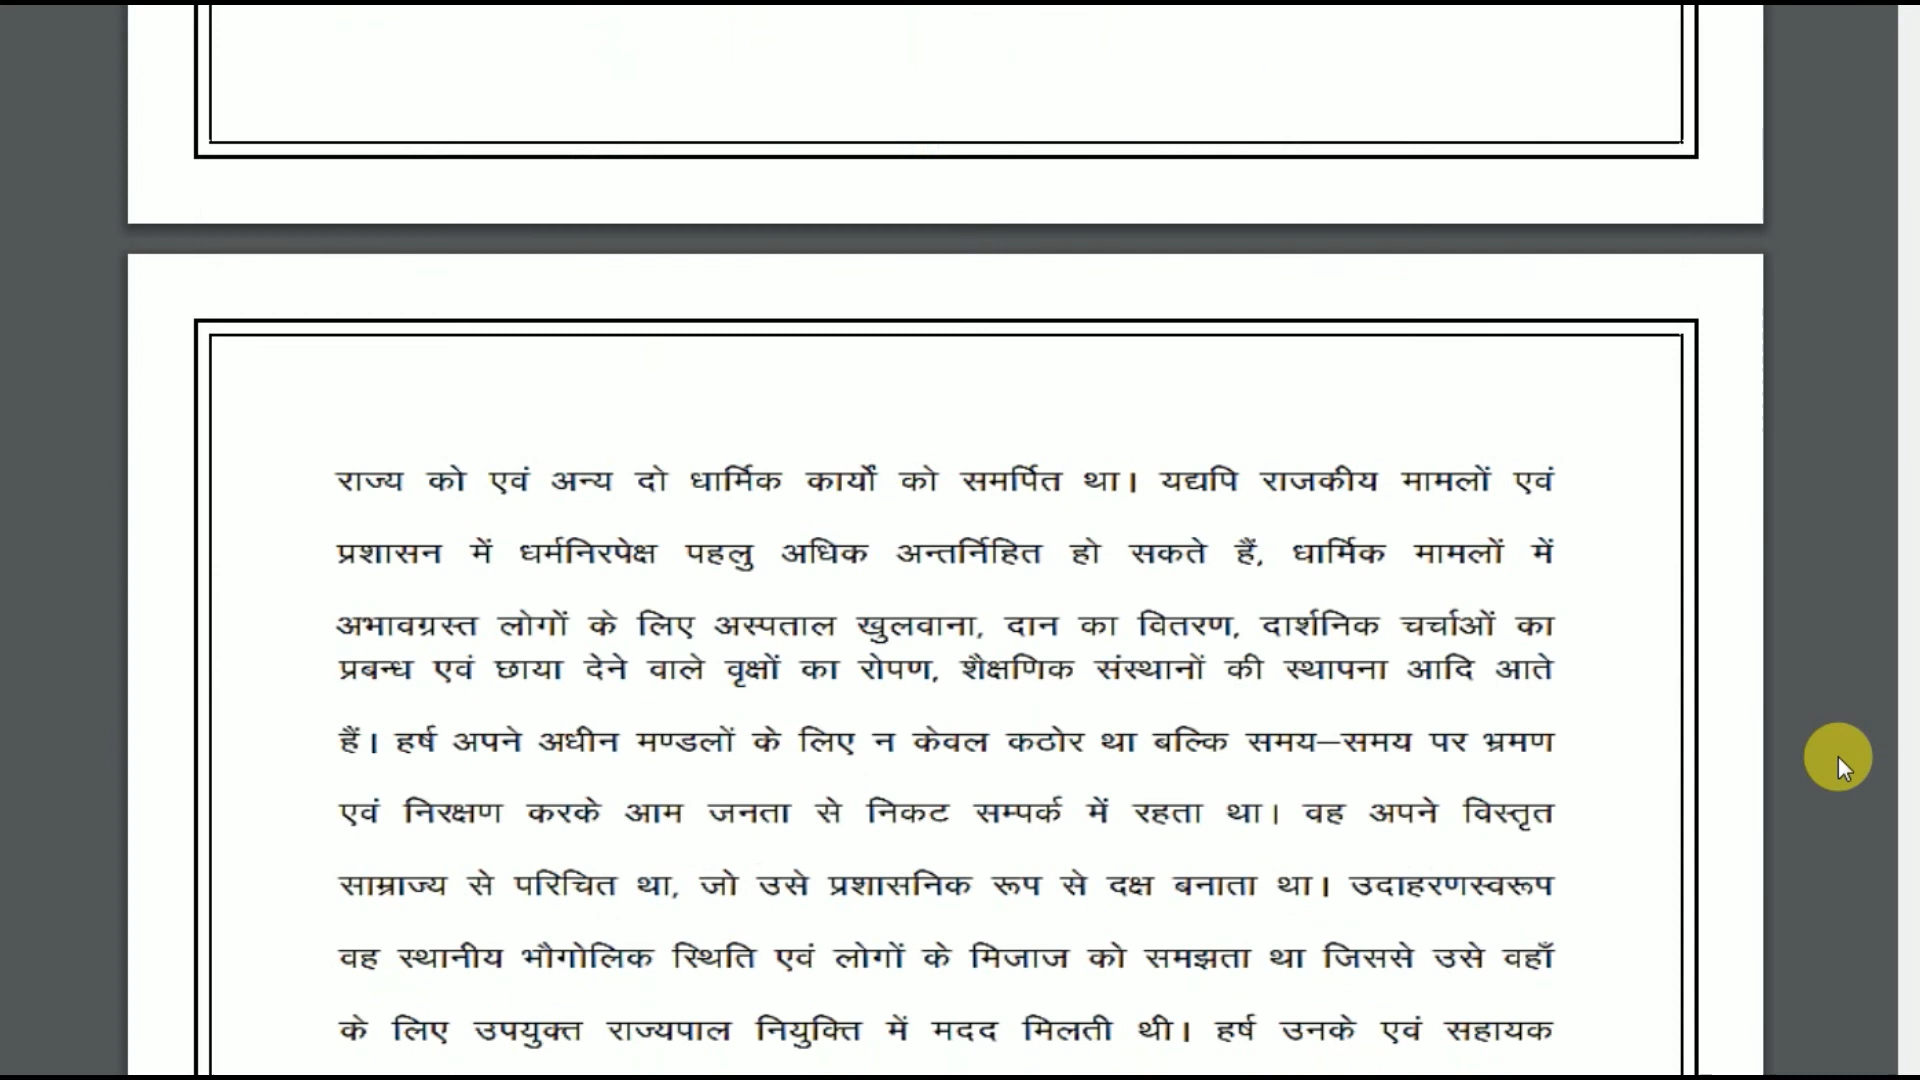 राज्य को एवं अन्य दो धार्मिक कार्यों को समर्पित था। यद्यपि राजकीय मामलों एवं
प्रशासन में धर्मनिरपेक्ष पहलु अधिक अन्तर्निहित हो सकते हैं, धार्मिक मामलों में
अभावग्रस्त लोगों के लिए अस्पताल खुलवाना, दान का वितरण, दार्शनिक चर्चाओं का
प्रबन्ध एवं छाया देने वाले वृक्षों का रोपण, शैक्षणिक संस्थानों की स्थापना आदि आते
हैं। हर्ष अपने अधीन मण्डलों के लिए न केवल कठोर था बल्कि समय–समय पर भ्रमण
एवं निरक्षण करके आम जनता से निकट सम्पर्क में रहता था। वह अपने विस्तृत
साम्राज्य से परिचित था, जो उसे प्रशासनिक रूप से दक्ष बनाता था। उदाहरणस्वरूप
वह स्थानीय भौगोलिक स्थिति एवं लोगों के मिजाज को समझता था जिससे उसे वहाँ
के लिए उपयुक्त राज्यपाल नियुक्ति में मदद मिलती थी। हर्ष उनके एवं सहायक